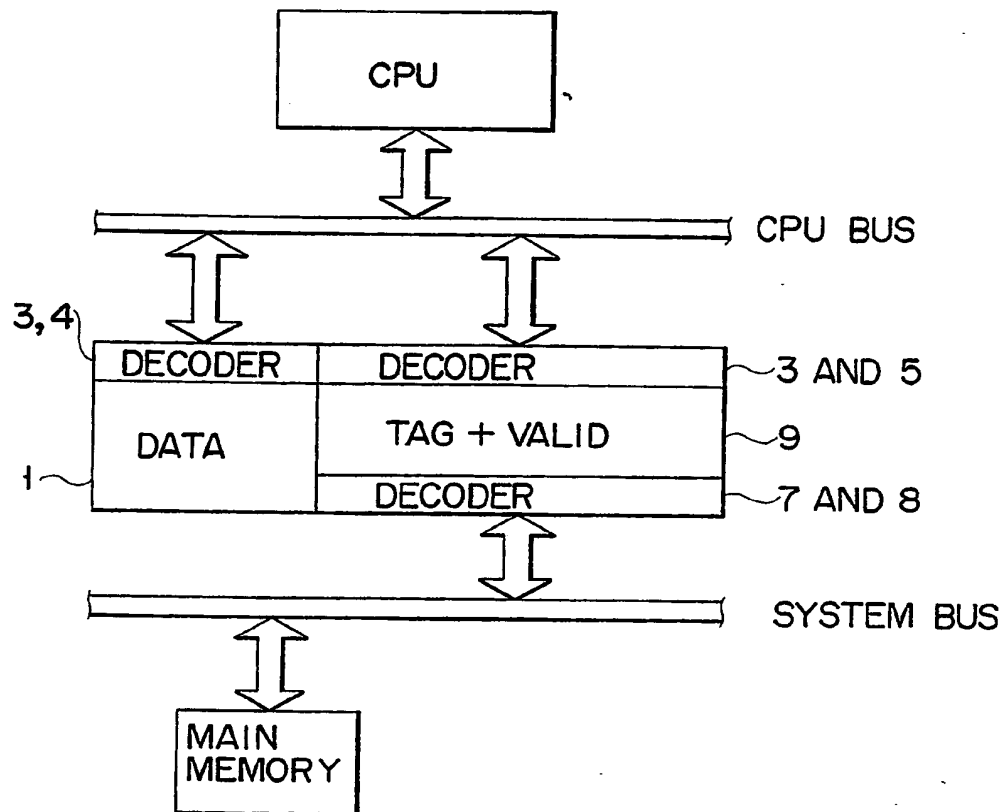 CPU
CPU BUS
3,4
DECODER
DECODER
3 AND 5
DATA
TAG + VALID
9
1
DECODER
7 AND 8
SYSTEM BUS
MAIN
MEMORY